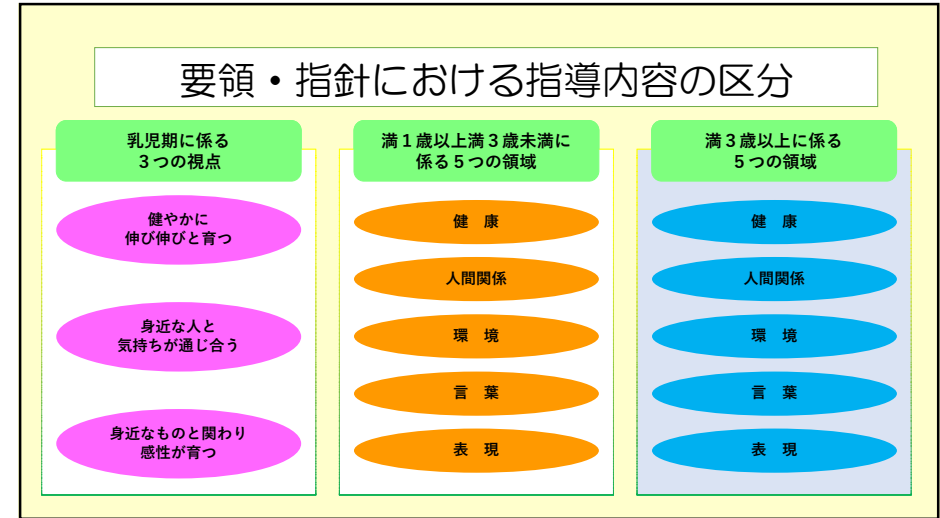 要領・指針における指導内容の区分
乳児期に係る
３つの視点
健やかに
伸び伸びと育つ
身近な人と
気持ちが通じ合う
身近なものと関わり
感性が育つ
満１歳以上満３歳未満に
係る５つの領域
健　康
人間関係
環　境
言　葉
表　現
満３歳以上に係る
５つの領域
健　康
人間関係
環　境
言　葉
表　現